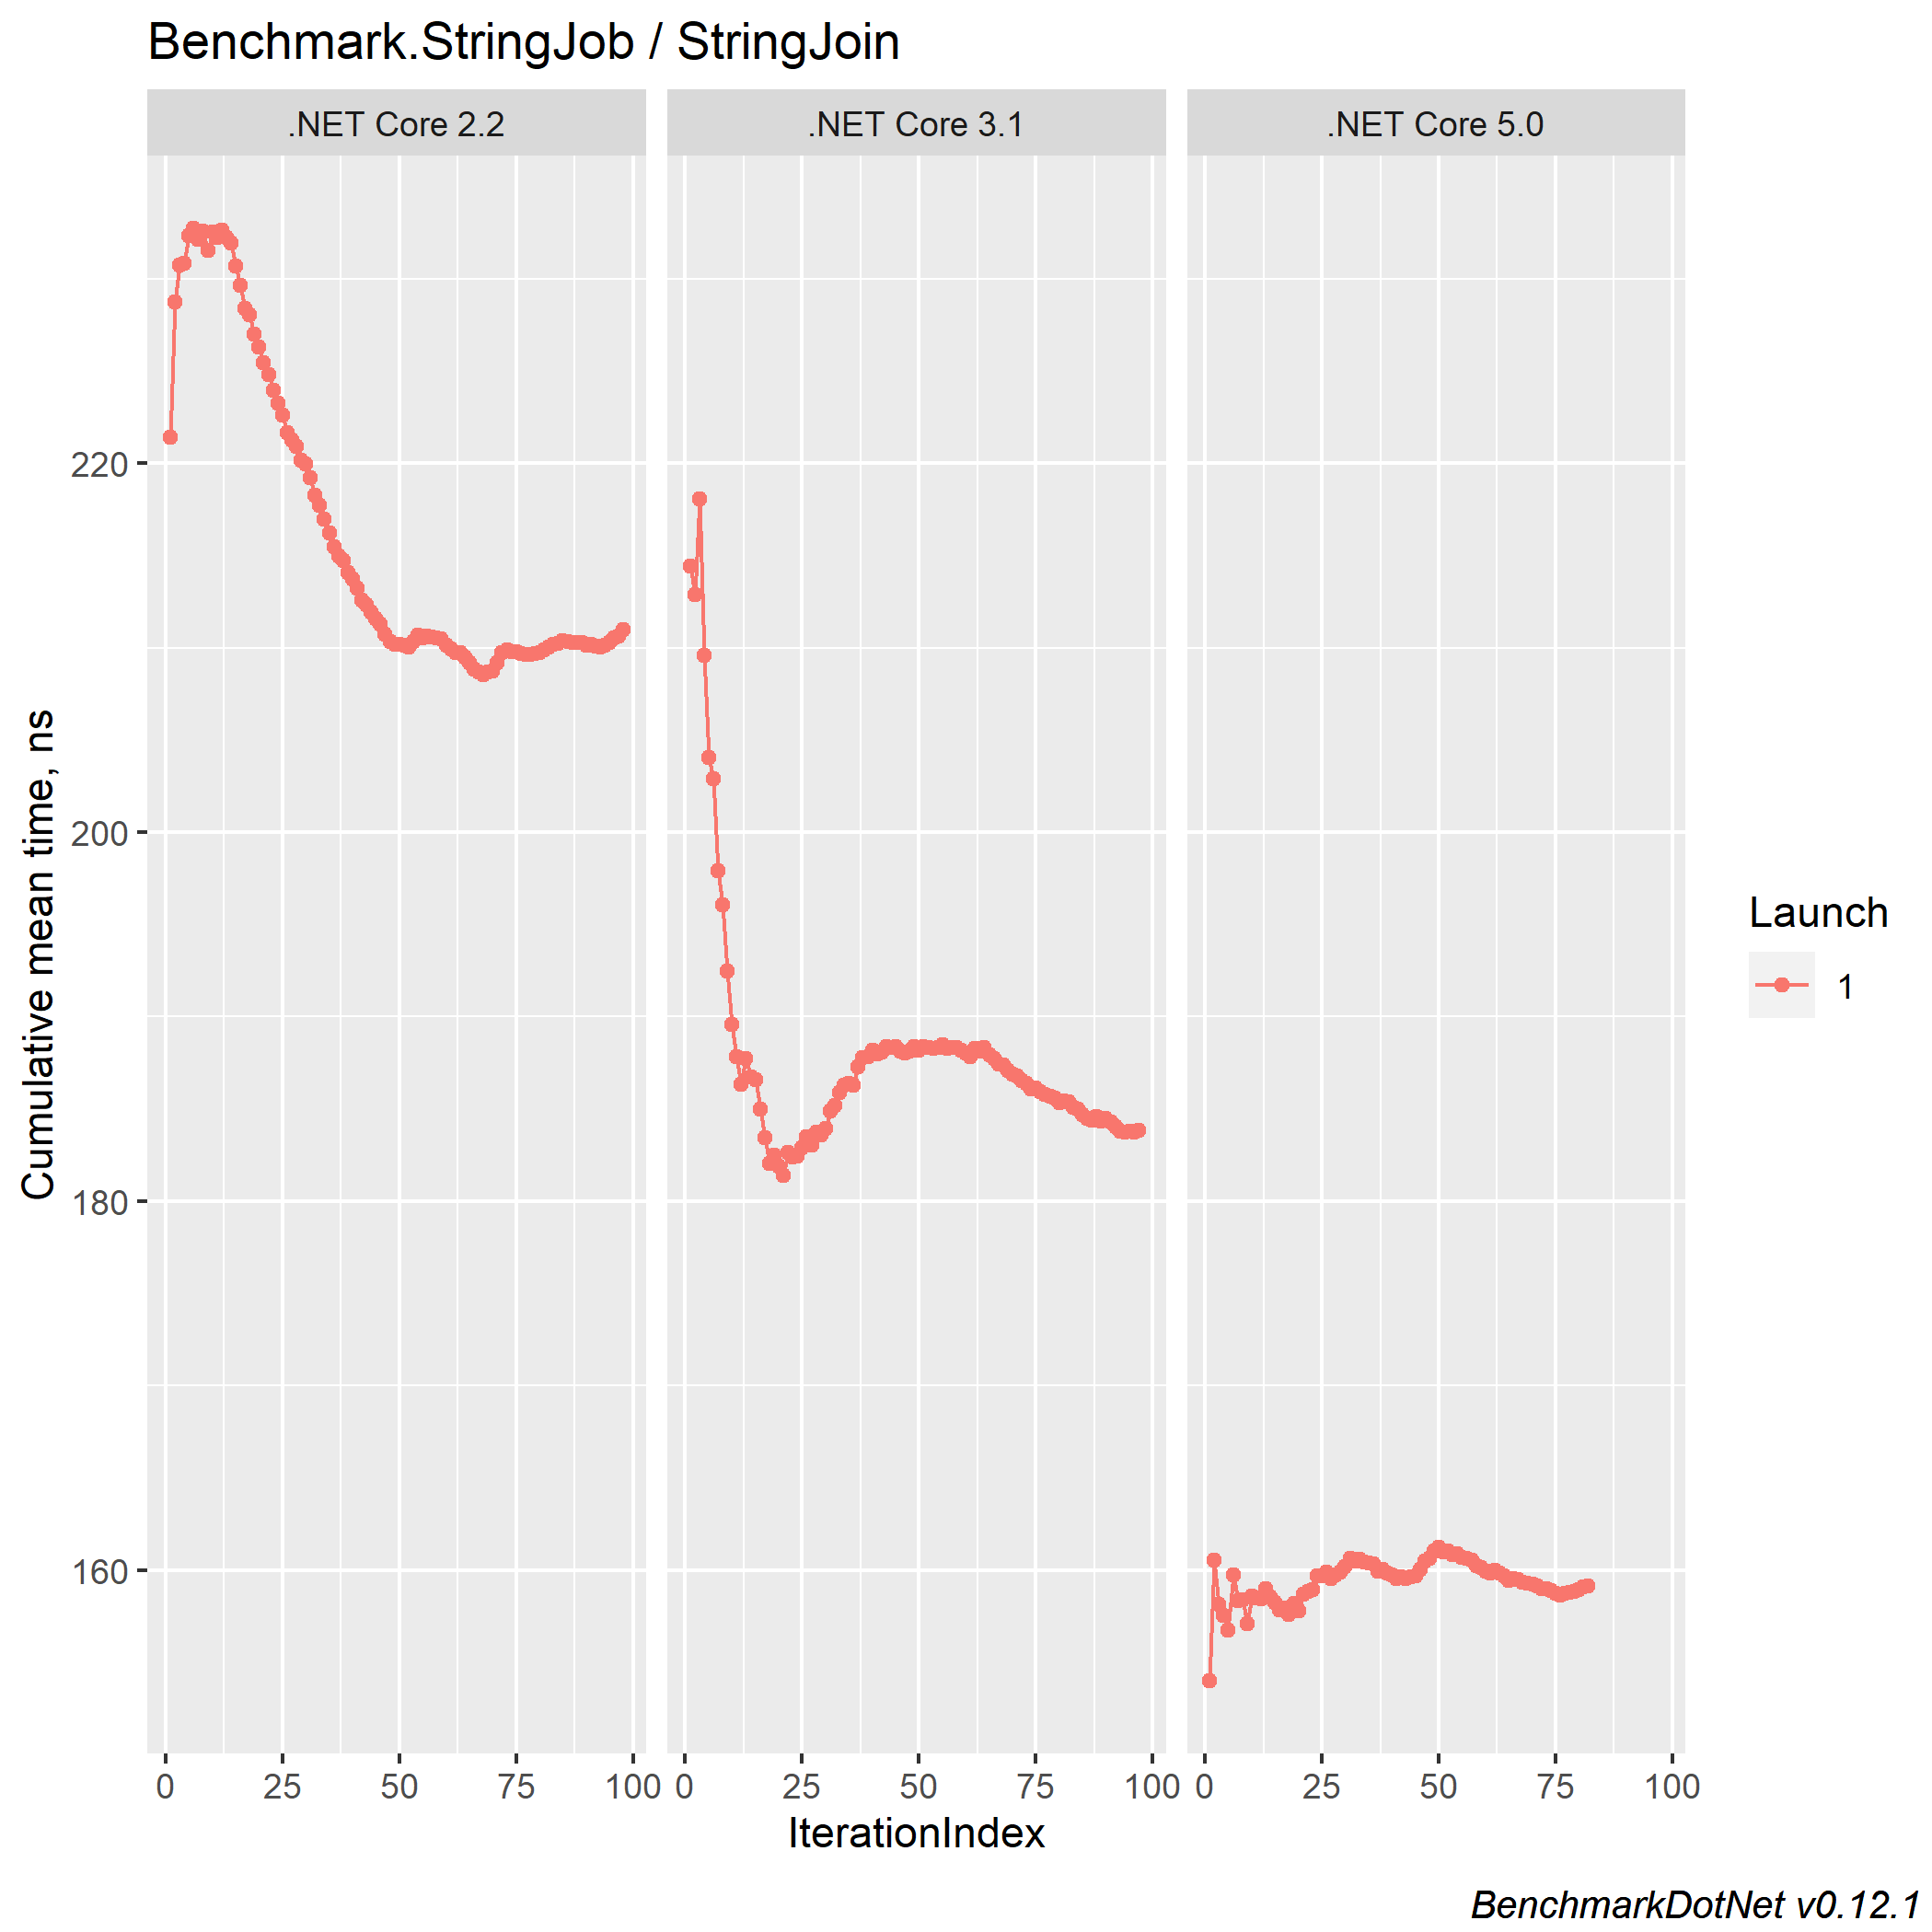 Benchmark.StringJob / StringJoin
.NET Core 2.2
.NET Core 3.1
.NET Core 5.0
Cumulative mean time, ns
220
200
180
160
0 25 50 75 100 0 25 50 75 100 0 25 50 75 100
IterationIndex
Launch
1
BenchmarkDotNet v0.12.1